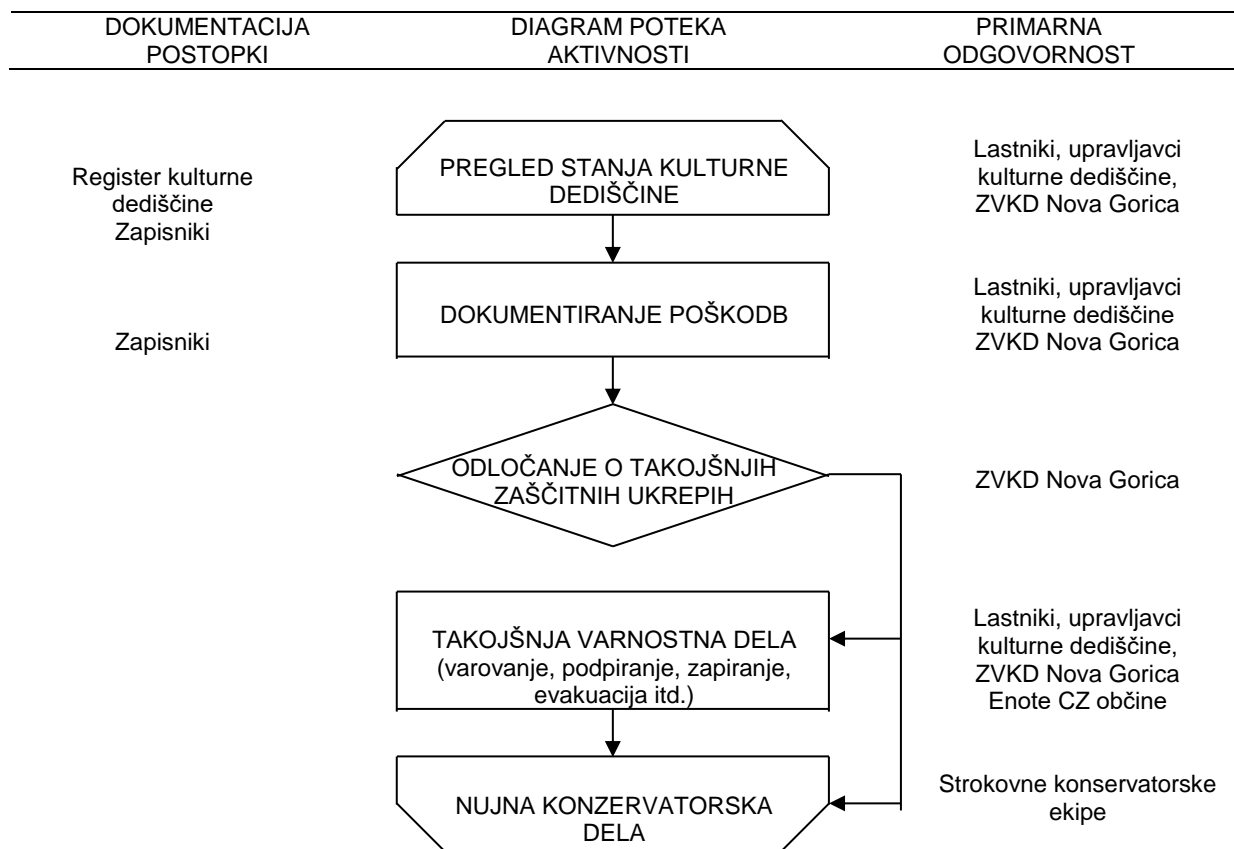 DOKUMENTACIJA
POSTOPKI
DIAGRAM POTEKA
AKTIVNOSTI
PRIMARNA
ODGOVORNOST
Register kulturne
dediščine
Zapisniki
PREGLED STANJA KULTURNE
DEDIŠČINE
Lastniki, upravljavci
kulturne dediščine,
ZVKD Nova Gorica
Zapisniki
DOKUMENTIRANJE POŠKODB
Lastniki, upravljavci
kulturne dediščine
ZVKD Nova Gorica
ODLOČANJE O TAKOJŠNJIH
ZAŠČITNIH UKREPIH
ZVKD Nova Gorica
TAKOJŠNJA VARNOSTNA DELA
(varovanje, podpiranje, zapiranje,
evakuacija itd.)
Lastniki, upravljavci
kulturne dediščine,
ZVKD Nova Gorica
Enote CZ občine
NUJNA KONZERVATORSKA
DELA
Strokovne konservatorske
ekipe